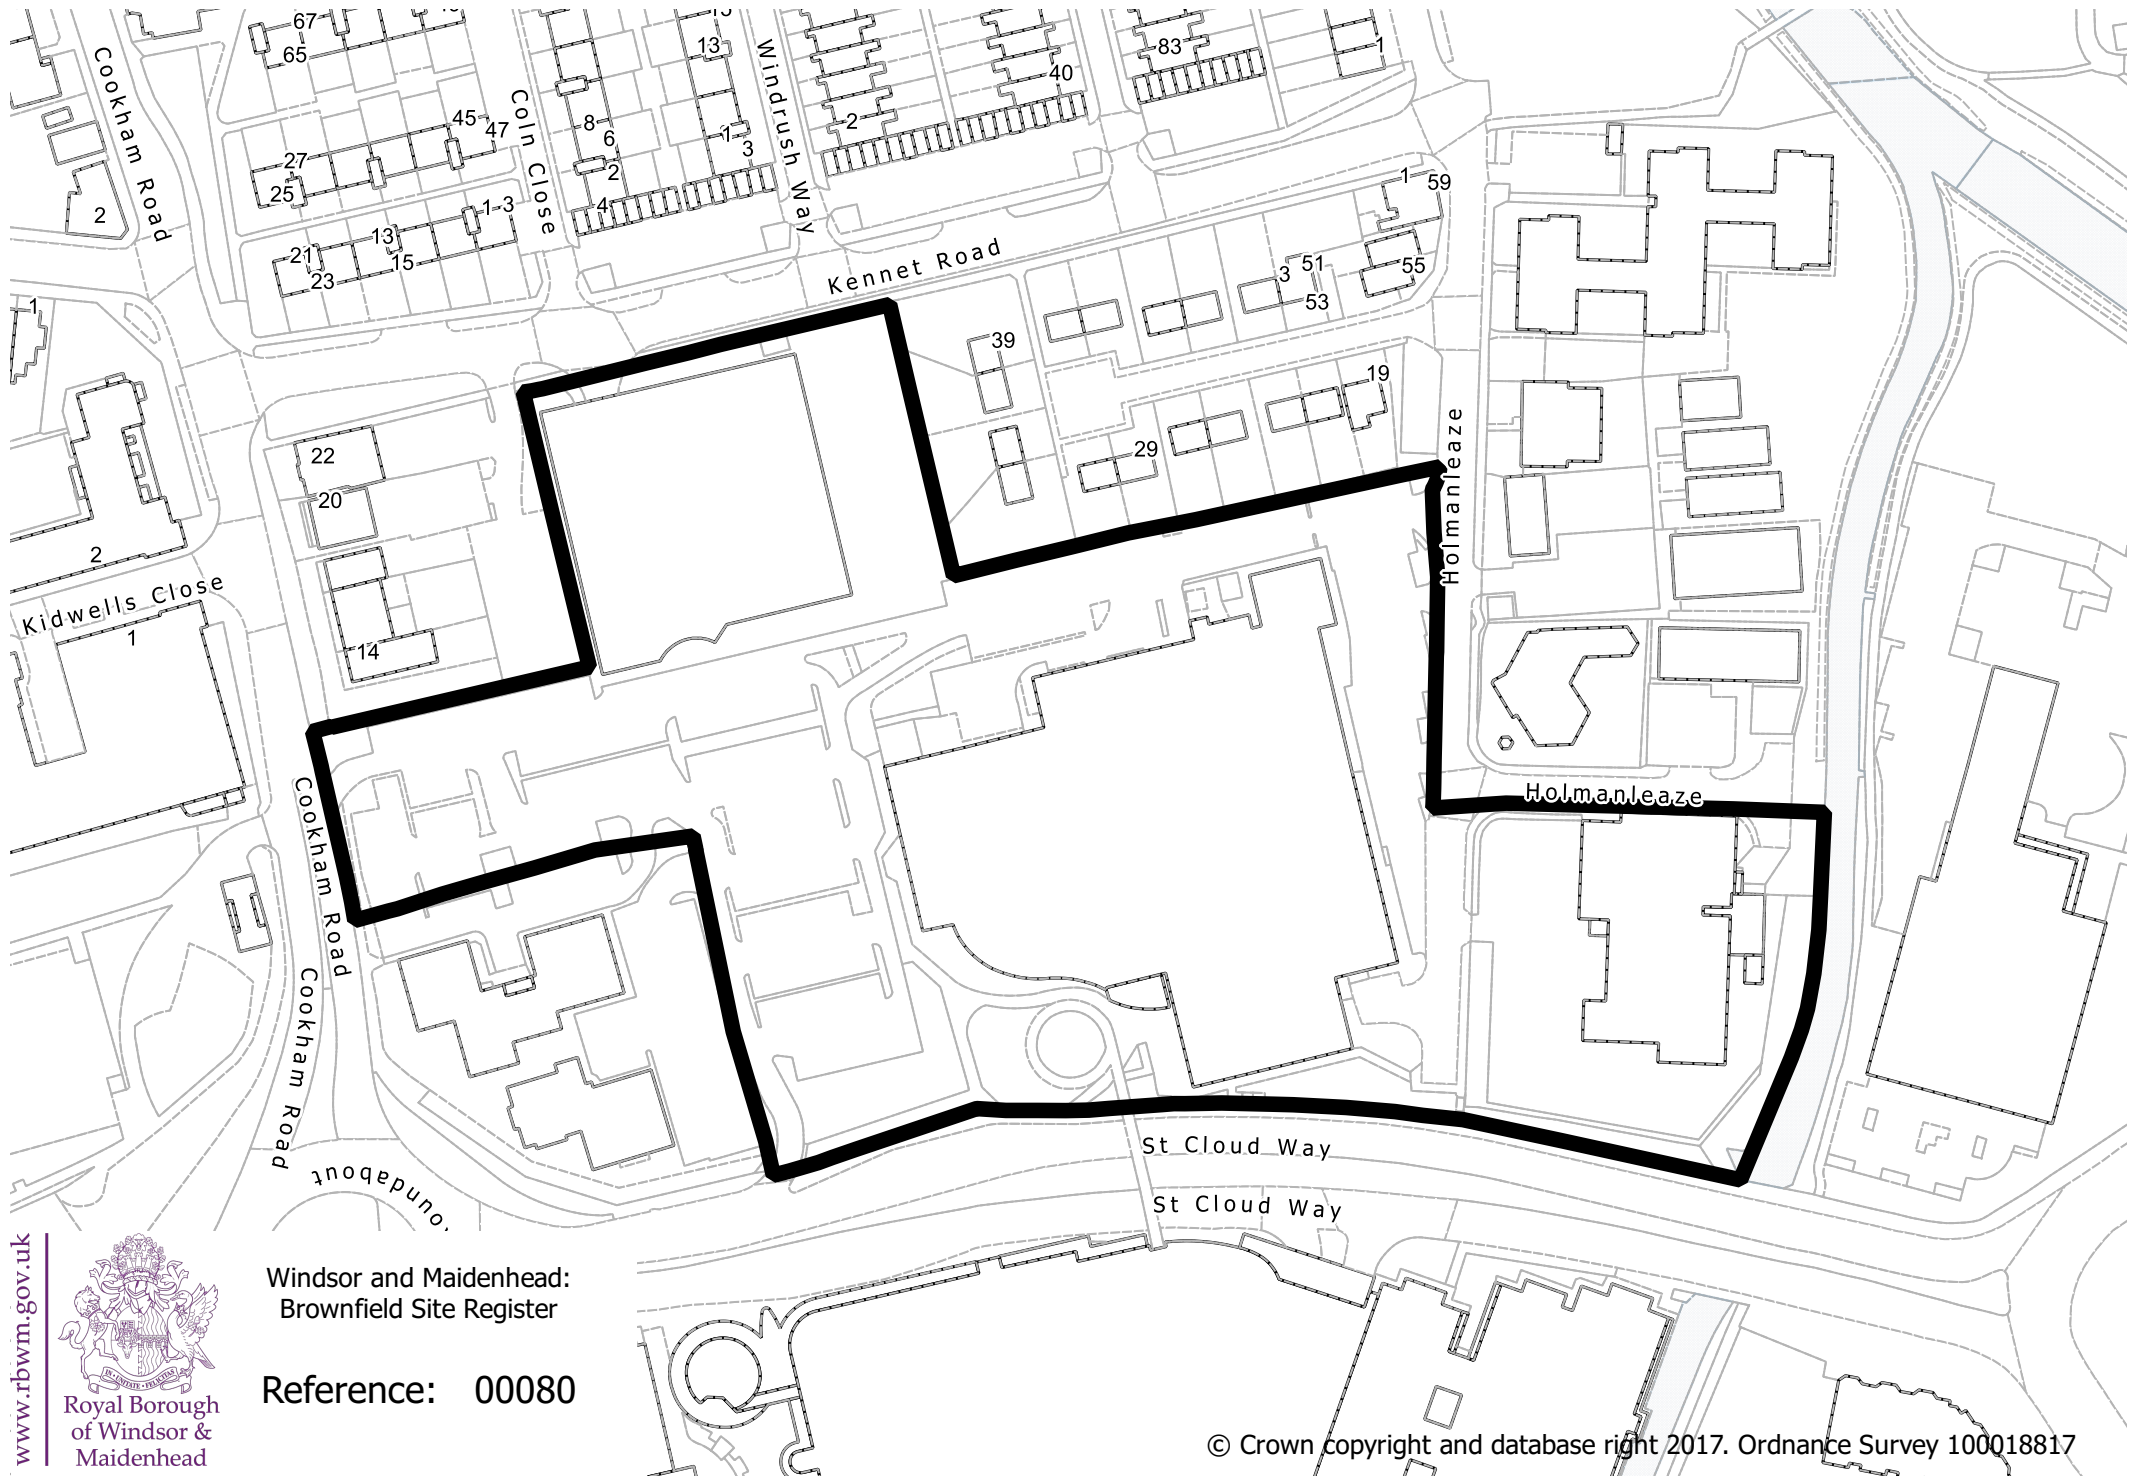 67
65
13
83
1
40
Cookham Road
Coln Close
Windrush Way
45
47
8
6
2
1
3
27
25
2
4
2
1 3
13
21
15
23
1
59
Kennet Road
51
3
53
55
1
39
19
22
20
29
Holmanleaze
2
Kidwells Close
1
14
Holmanleaze
Cookham Road
Cookham Road
St Cloud Way
St Cloud Way
oundabout
www.rbwm.gov.uk
Windsor and Maidenhead:
Brownfield Site Register
Reference: 00080
Royal Borough
of Windsor &
Maidenhead
© Crown copyright and database right 2017. Ordnance Survey 100018817